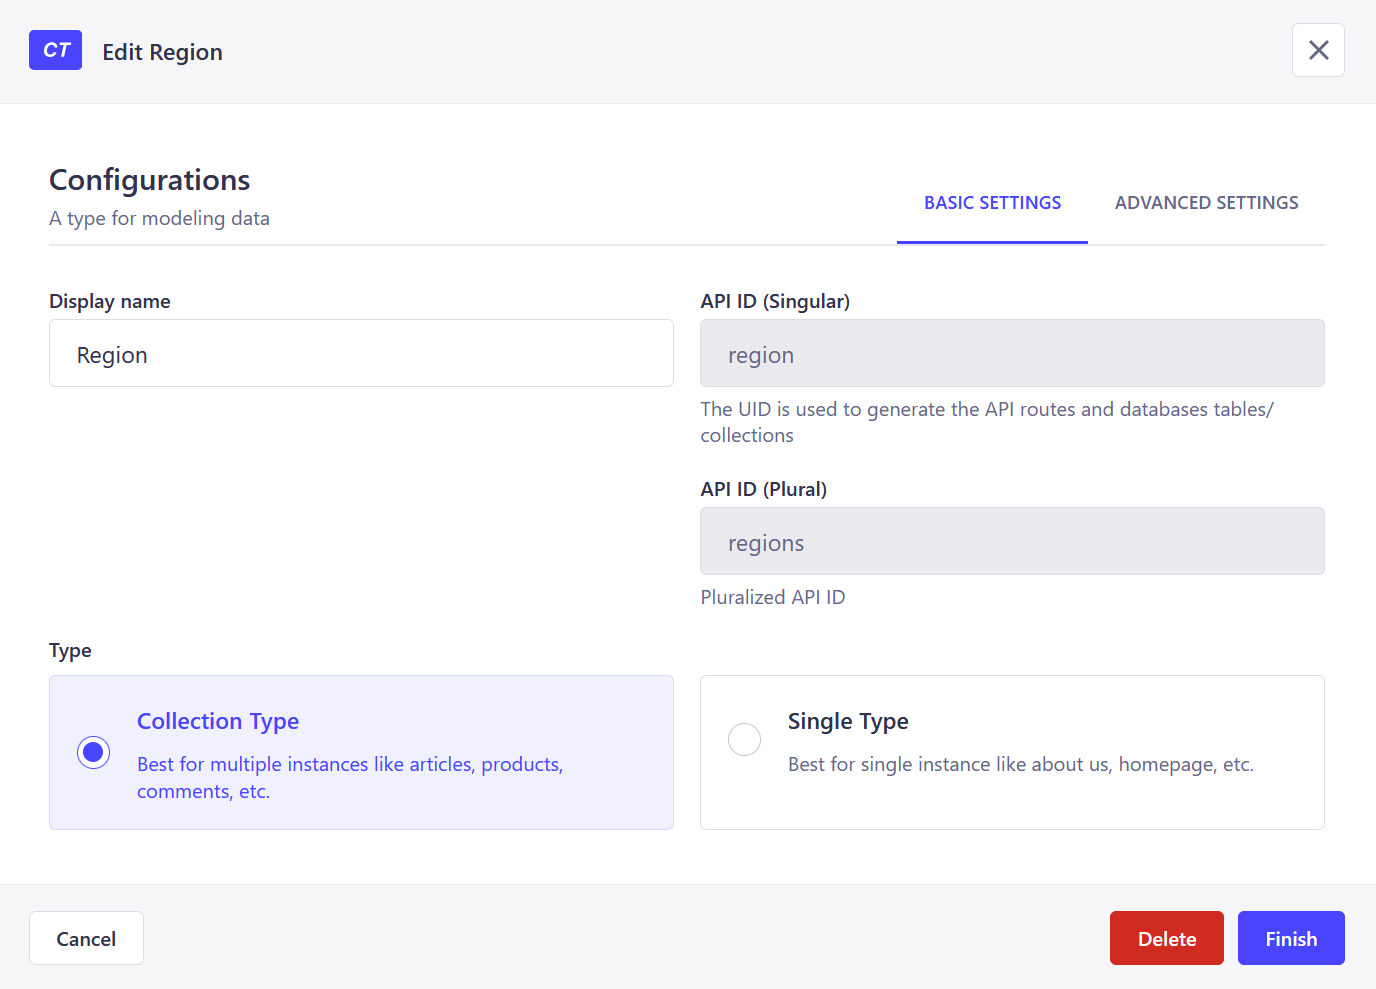 CT
Edit Region
Configurations
A type for modeling data
BASIC SETTINGS
ADVANCED SETTINGS
Display name
Region
API ID (Singular)
region
The UID is used to generate the API routes and databases tables/
collections
API ID (Plural)
regions
Pluralized API ID
Type
Collection Type
Best for multiple instances like articles, products,
comments, etc.
Single Type
Best for single instance like about us, homepage, etc.
Cancel
Delete
Finish